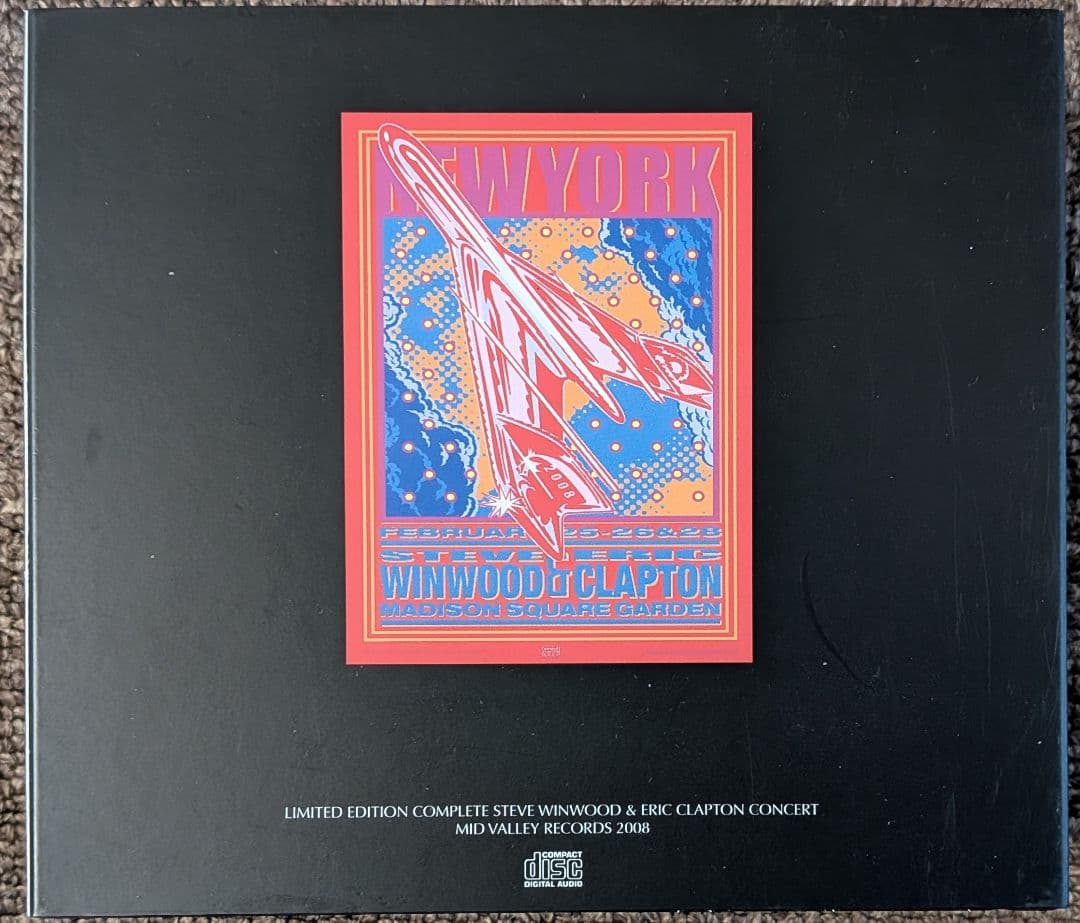 NEW YORK
2008
FEBRUARY 25-26&28
STEVE ERIC
WINWOOD & CLAPTON
MADISON SQUARE GARDEN
LIMITED EDITION COMPLETE STEVE WINWOOD & ERIC CLAPTON CONCERT
MID VALLEY RECORDS 2008
COMPACT
disc
DIGITAL AUDIO